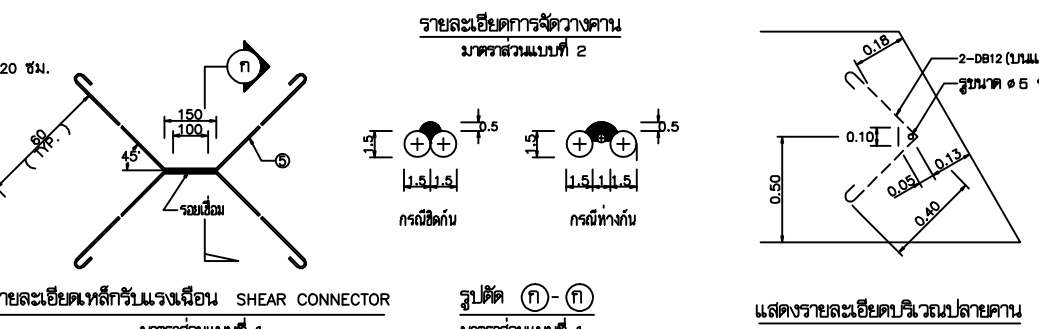 รายละเอียดการจัดวางคาน
มาตราส่วนแบบที่ 2
20 ซม.
ก
150
100
60
(TYP.)
45°
5
รอยเชื่อม
รายละเอียดเหล็กรับแรงเฉือน SHEAR CONNECTOR
1.5
0.5
1.5 1.5
กรณีชิดกัน
1.5
0.5
1.5 1 1.5
กรณีห่างกัน
รูปตัด ก - ก
0.18
2-DB12 (บน
รูขนาด ø 5
0.10
0.50
0.13
0.05
0.40
แสดงรายละเอียดบริเวณปลายคาน